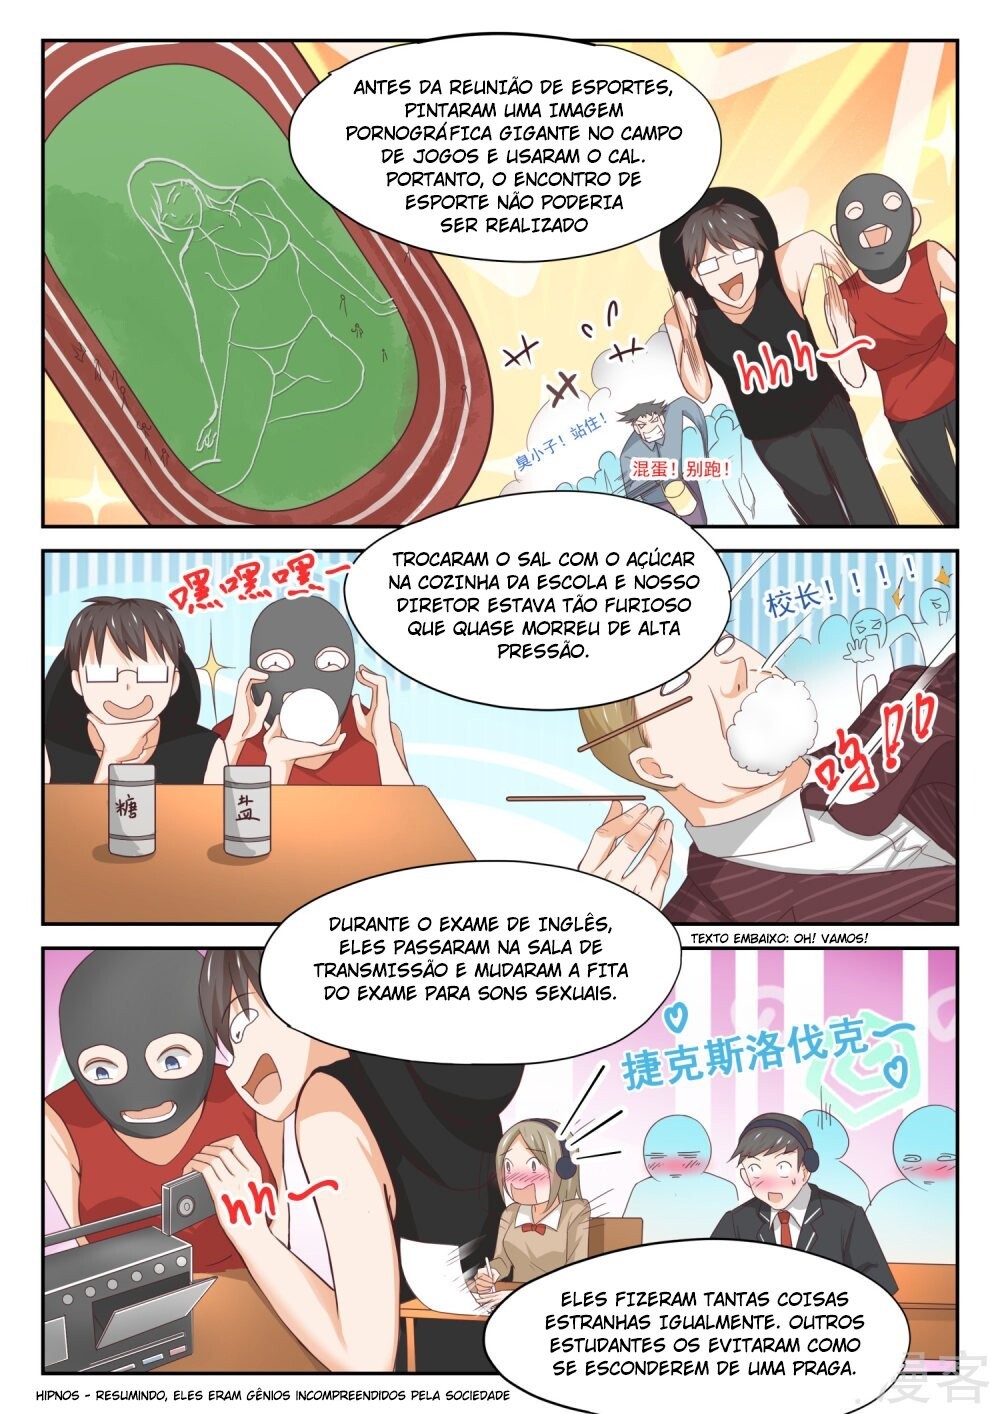 ANTES DA REUNIÃO DE ESPORTES,
PINTARAM UMA IMAGEM
PORNOGRÁFICA GIGANTE NO CAMPO
DE JOGOS E USARAM O CAL.
PORTANTO, O ENCONTRO DE
ESPORTE NÃO PODERIA
SER REALIZADO
hhh~
臭小子！站住！
混蛋！别跑！
嘿嘿嘿~
TROCARAM O SAL COM O AÇÚCAR
NA COZINHA DA ESCOLA E NOSSO
DIRETOR ESTAVA TÃO FURIOSO
QUE QUASE MORREU DE ALTA
PRESSÃO.
校长！！！！
糖
盐
呜!!
TEXTO EMBAIXO: OH! VAMOS!
DURANTE O EXAME DE INGLÊS,
ELES PASSARAM NA SALA DE
TRANSMISSÃO E MUDARAM A FITA
DO EXAME PARA SONS SEXUAIS.
捷克斯洛伐克一
hh~
ELES FIZERAM TANTAS COISAS
ESTRANHAS IGUALMENTE. OUTROS
ESTUDANTES OS EVITARAM COMO
SE ESCONDEREM DE UMA PRAGA.
HIPNOS - RESUMINDO, ELES ERAM GÊNIOS INCOMPREENDIDOS PELA SOCIEDADE
漫客